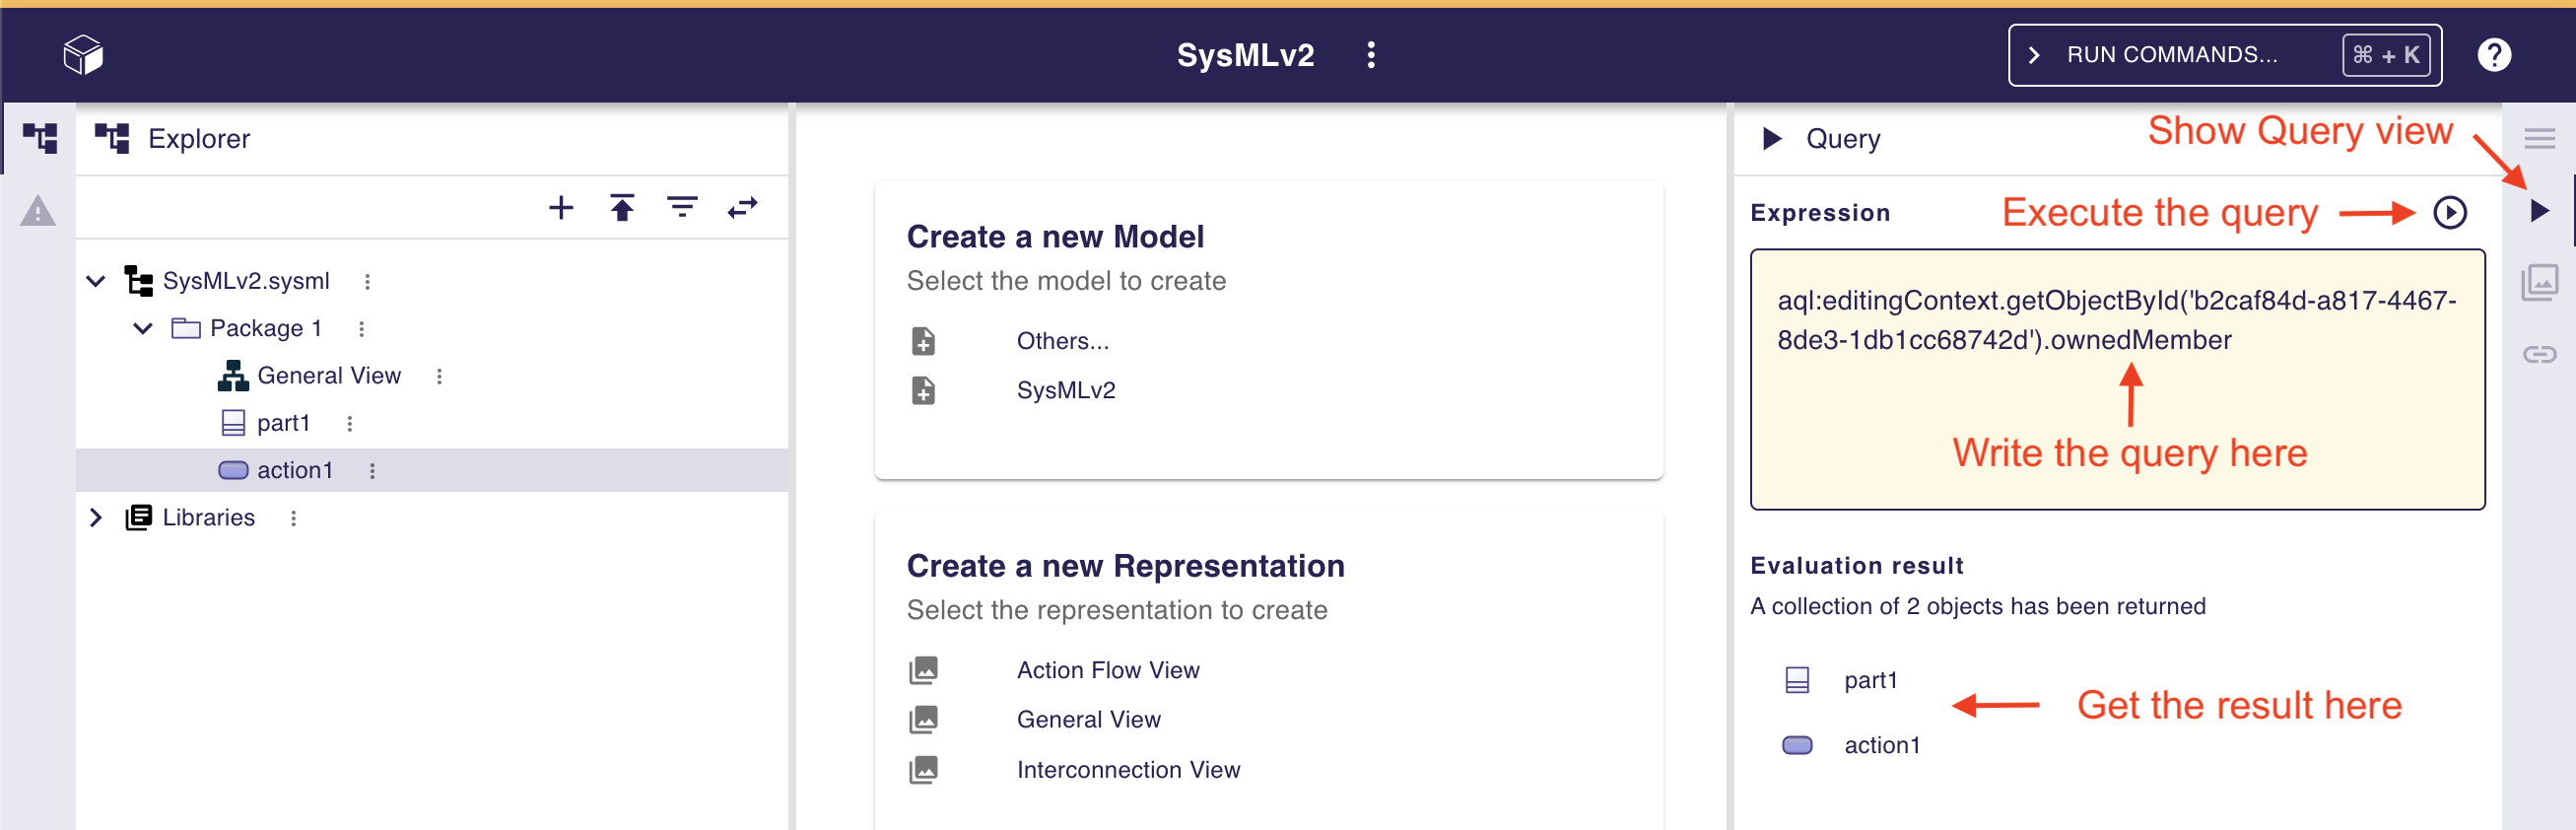 SysMLv2
RUN COMMANDS... ⌘ + K
Explorer
SysMLv2.sysml
Package 1
General View
part1
action1
Libraries
Create a new Model
Select the model to create
Others...
SysMLv2
Create a new Representation
Select the representation to create
Action Flow View
General View
Interconnection View
Query
Show Query view
Expression
Execute the query
aql:editingContext.getObjectById('b2caf84d-a817-4467-
8de3-1db1cc68742d').ownedMember
Write the query here
Evaluation result
A collection of 2 objects has been returned
part1
Get the result here
action1